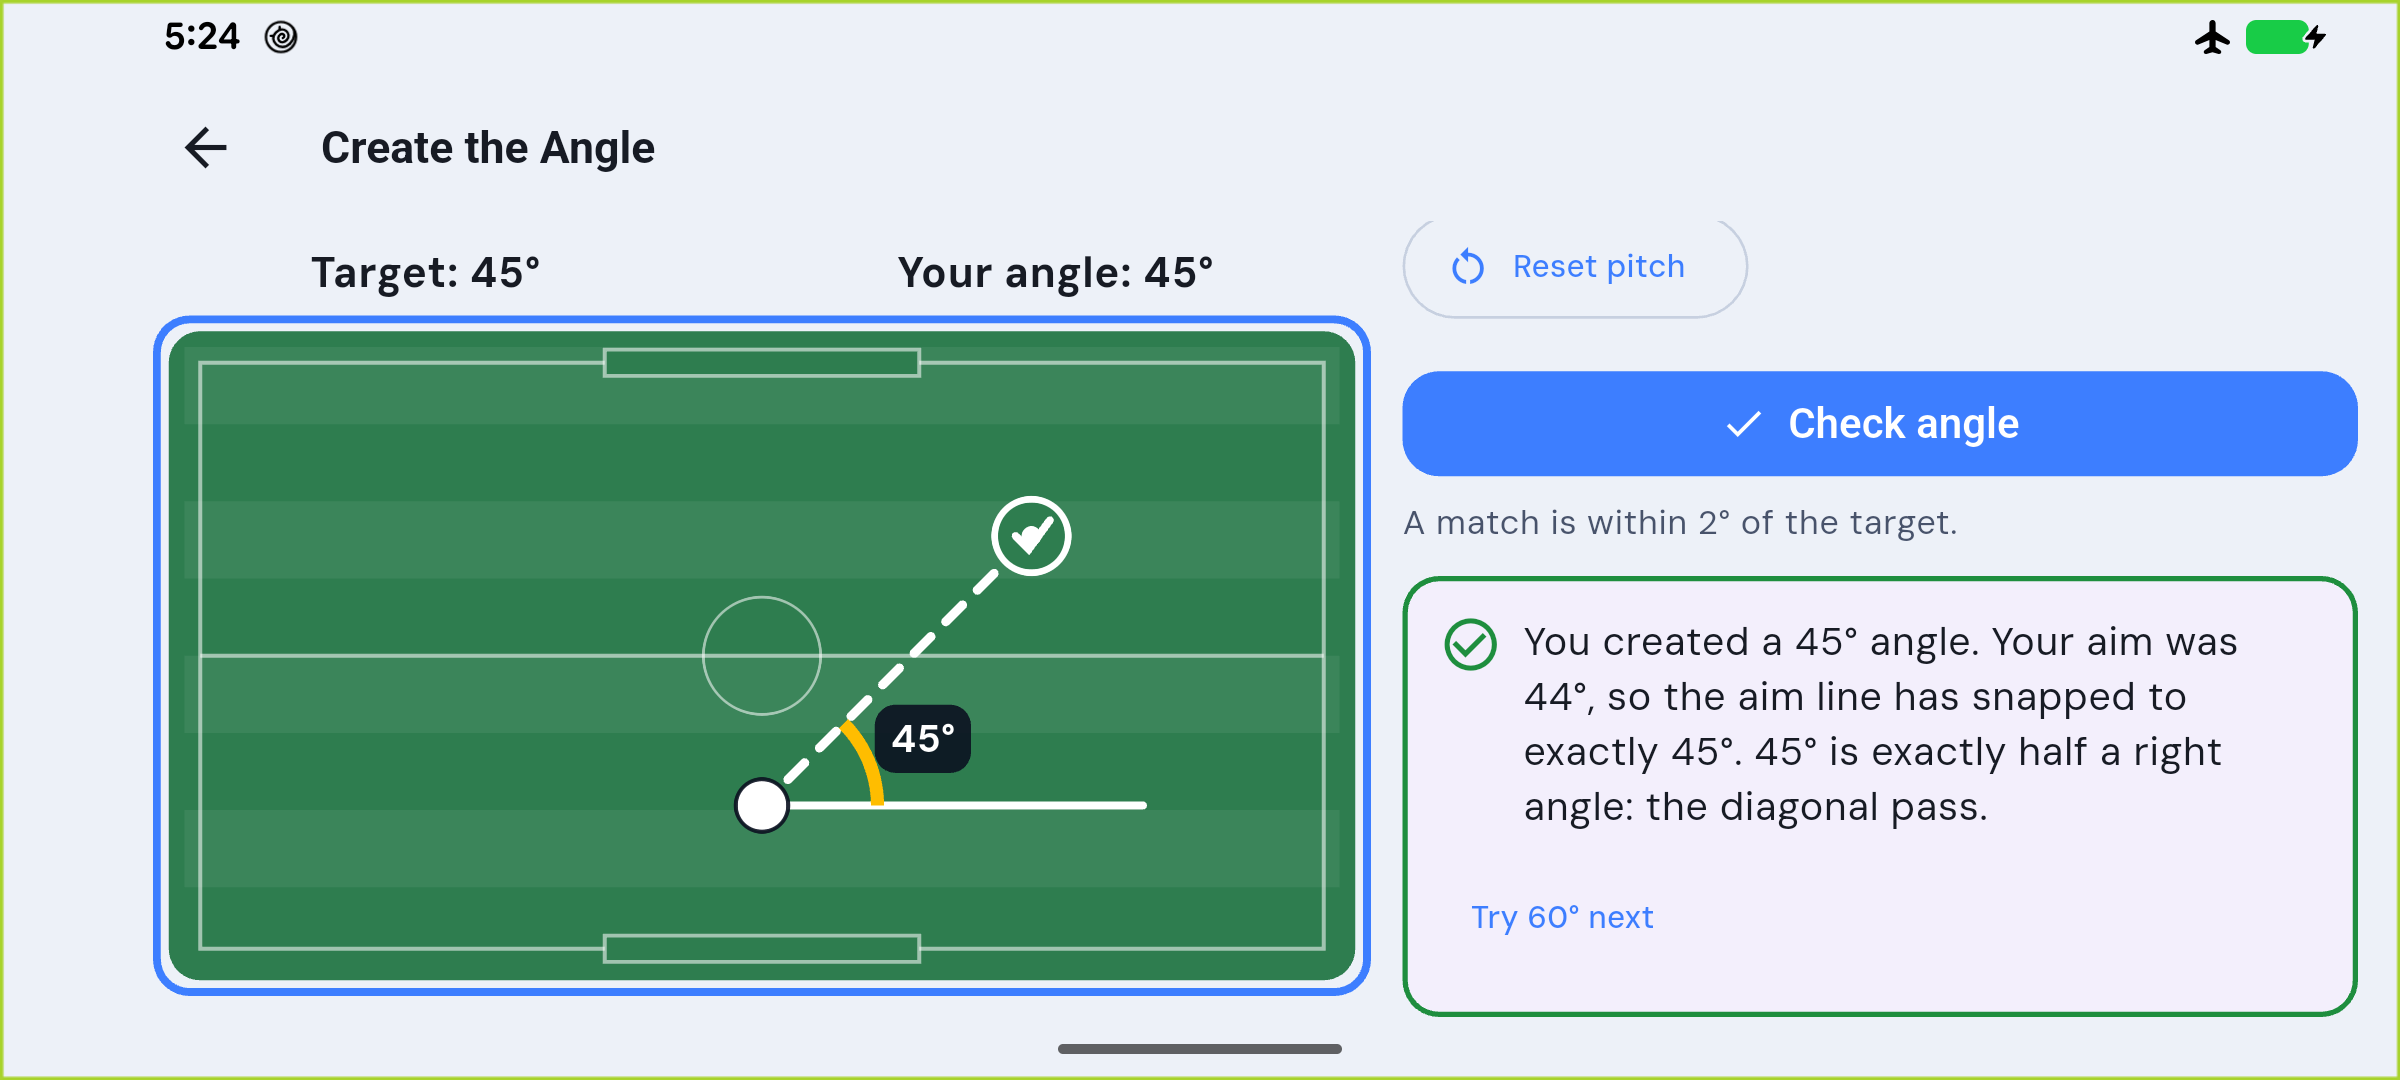 5:24
Create the Angle
Target: 45°
Your angle: 45°
45°
Reset pitch
Check angle
A match is within 2° of the target.
You created a 45° angle. Your aim was
44°, so the aim line has snapped to
exactly 45°. 45° is exactly half a right
angle: the diagonal pass.
Try 60° next